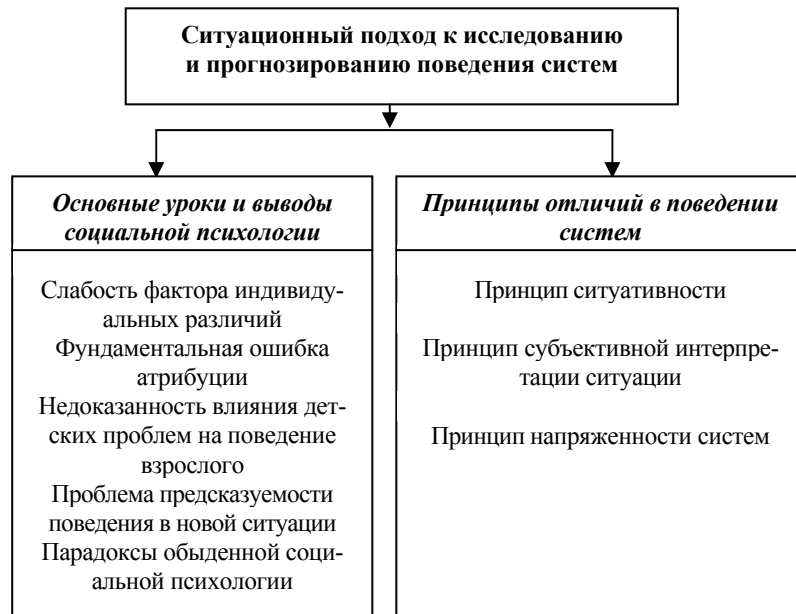 Ситуационный подход к исследованию
и прогнозированию поведения систем
Основные уроки и выводы
социальной психологии
Слабость фактора индивиду-
альных различий
Фундаментальная ошибка
атрибуции
Недоказанность влияния дет-
ских проблем на поведение
взрослого
Проблема предсказуемости
поведения в новой ситуации
Парадоксы обыденной соци-
альной психологии
Принципы отличий в поведении
систем
Принцип ситуативности
Принцип субъективной интерпре-
тации ситуации
Принцип напряженности систем